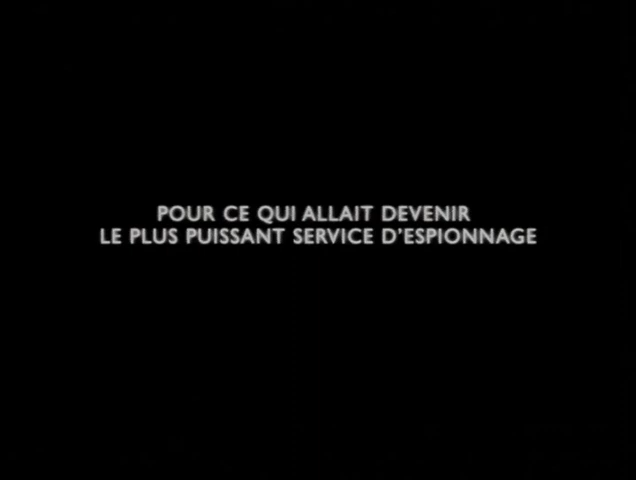 POUR CE QUI ALLAIT DEVENIR
LE PLUS PUISSANT SERVICE D'ESPIONNAGE